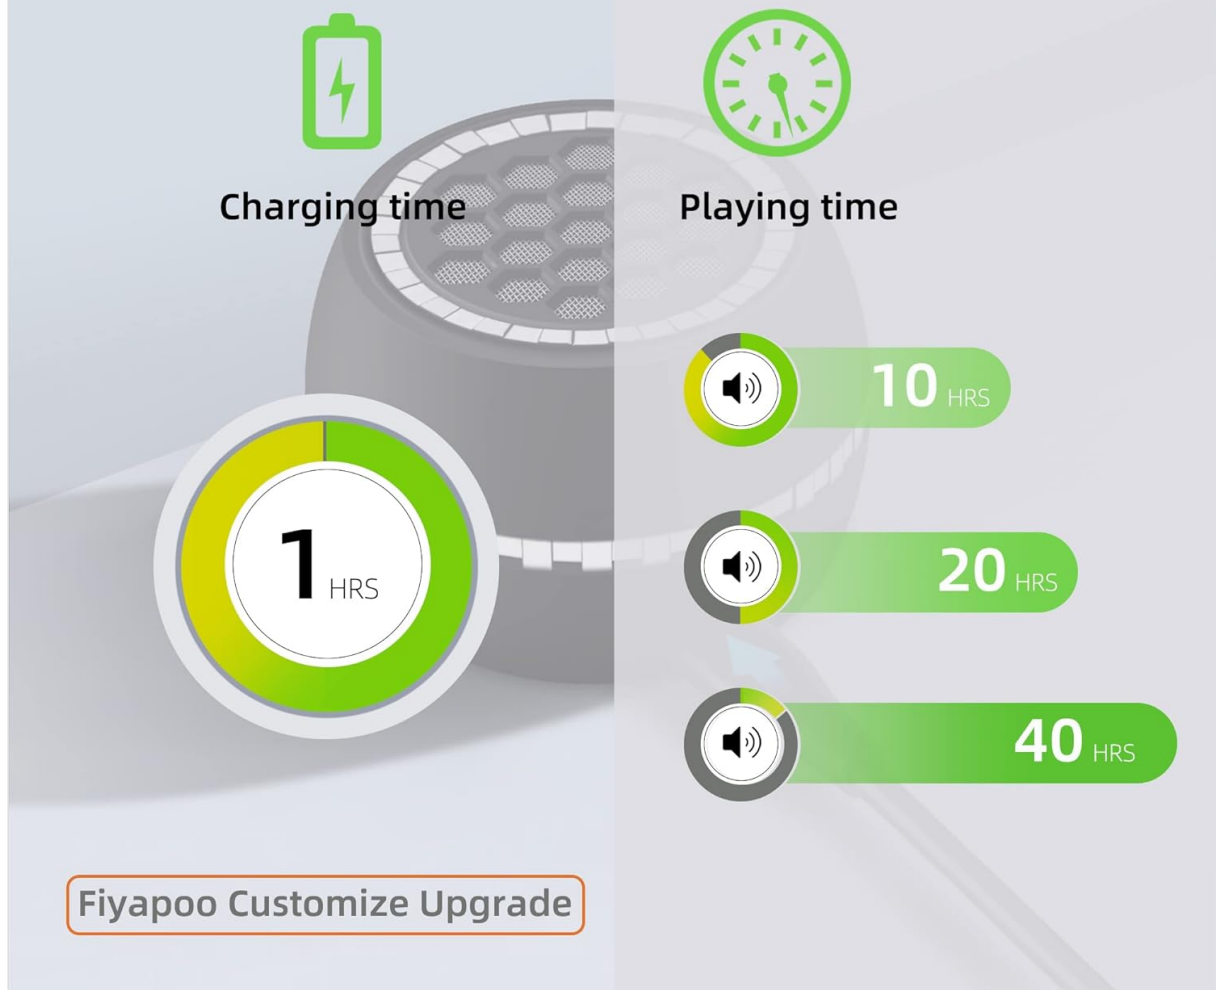 Charging time
Playing time
10 HRS
1 HRS
20 HRS
40 HRS
Fiyapoo Customize Upgrade